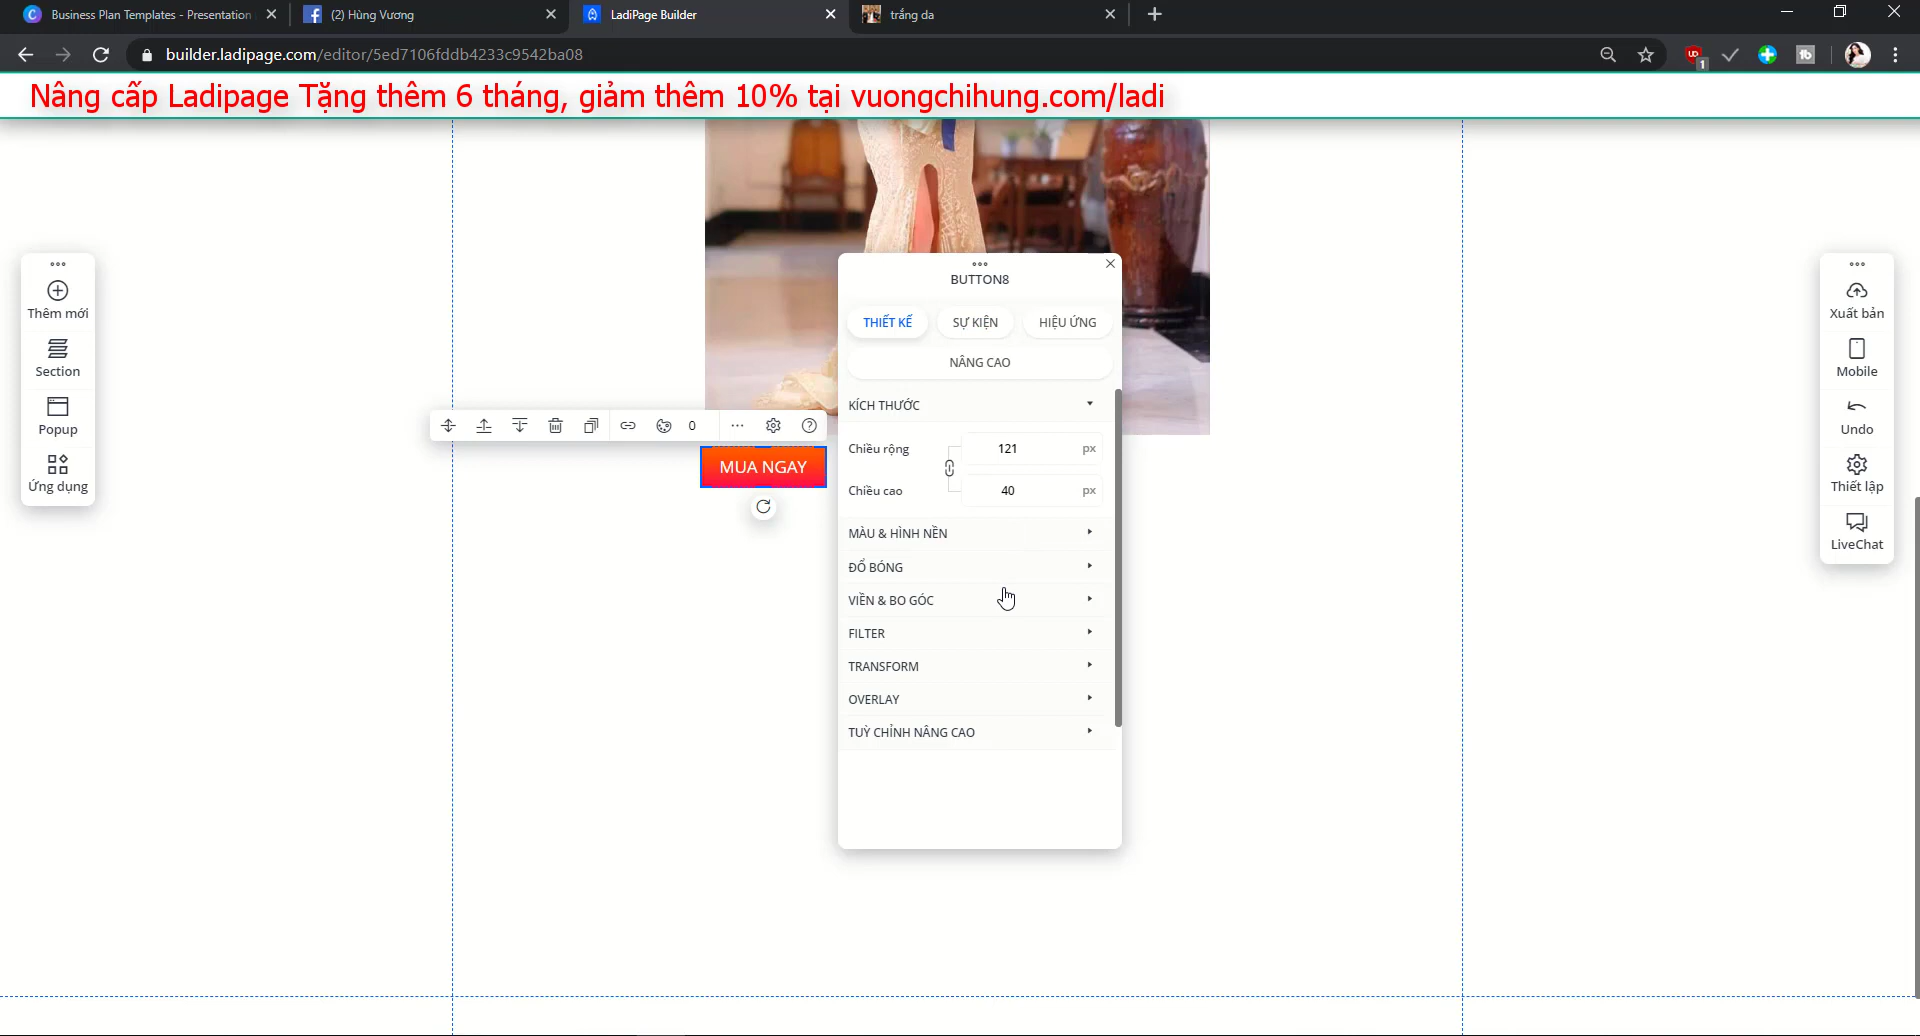 Business Plan Templates - Presentation
(2) Hùng Vương
LadiPage Builder
trắng da
builder.ladipage.com/editor/5ed7106fddb4233c9542ba08
1
Nâng cấp Ladipage Tặng thêm 6 tháng, giảm thêm 10% tại vuongchihung.com/ladi
Thêm mới
Section
Popup
Ứng dụng
0
MUA NGAY
BUTTON8
THIẾT KẾ
SỰ KIỆN
HIỆU ỨNG
NÂNG CAO
KÍCH THƯỚC
Chiều rộng
121
px
Chiều cao
40
px
MÀU & HÌNH NỀN
ĐỔ BÓNG
VIỀN & BO GÓC
FILTER
TRANSFORM
OVERLAY
TUỲ CHỈNH NÂNG CAO
Xuất bản
Mobile
Undo
Thiết lập
LiveChat